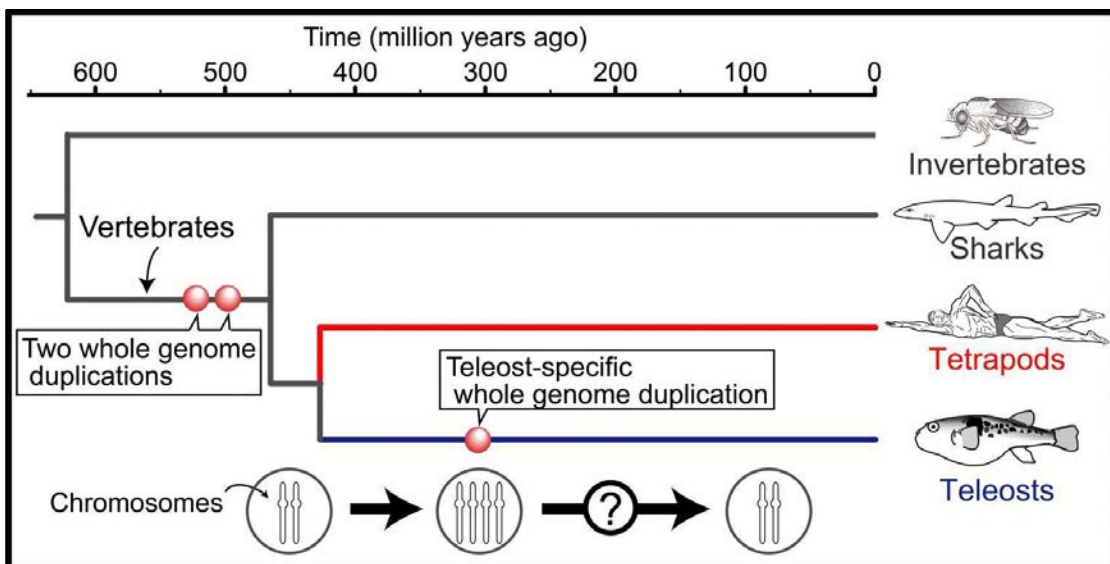 Time (million years ago)
600 500 400 300 200 100 0
Invertebrates
Vertebrates
Sharks
Two whole genome
duplications
Teleost-specific
whole genome duplication
Tetrapods
Chromosomes
?
Teleosts